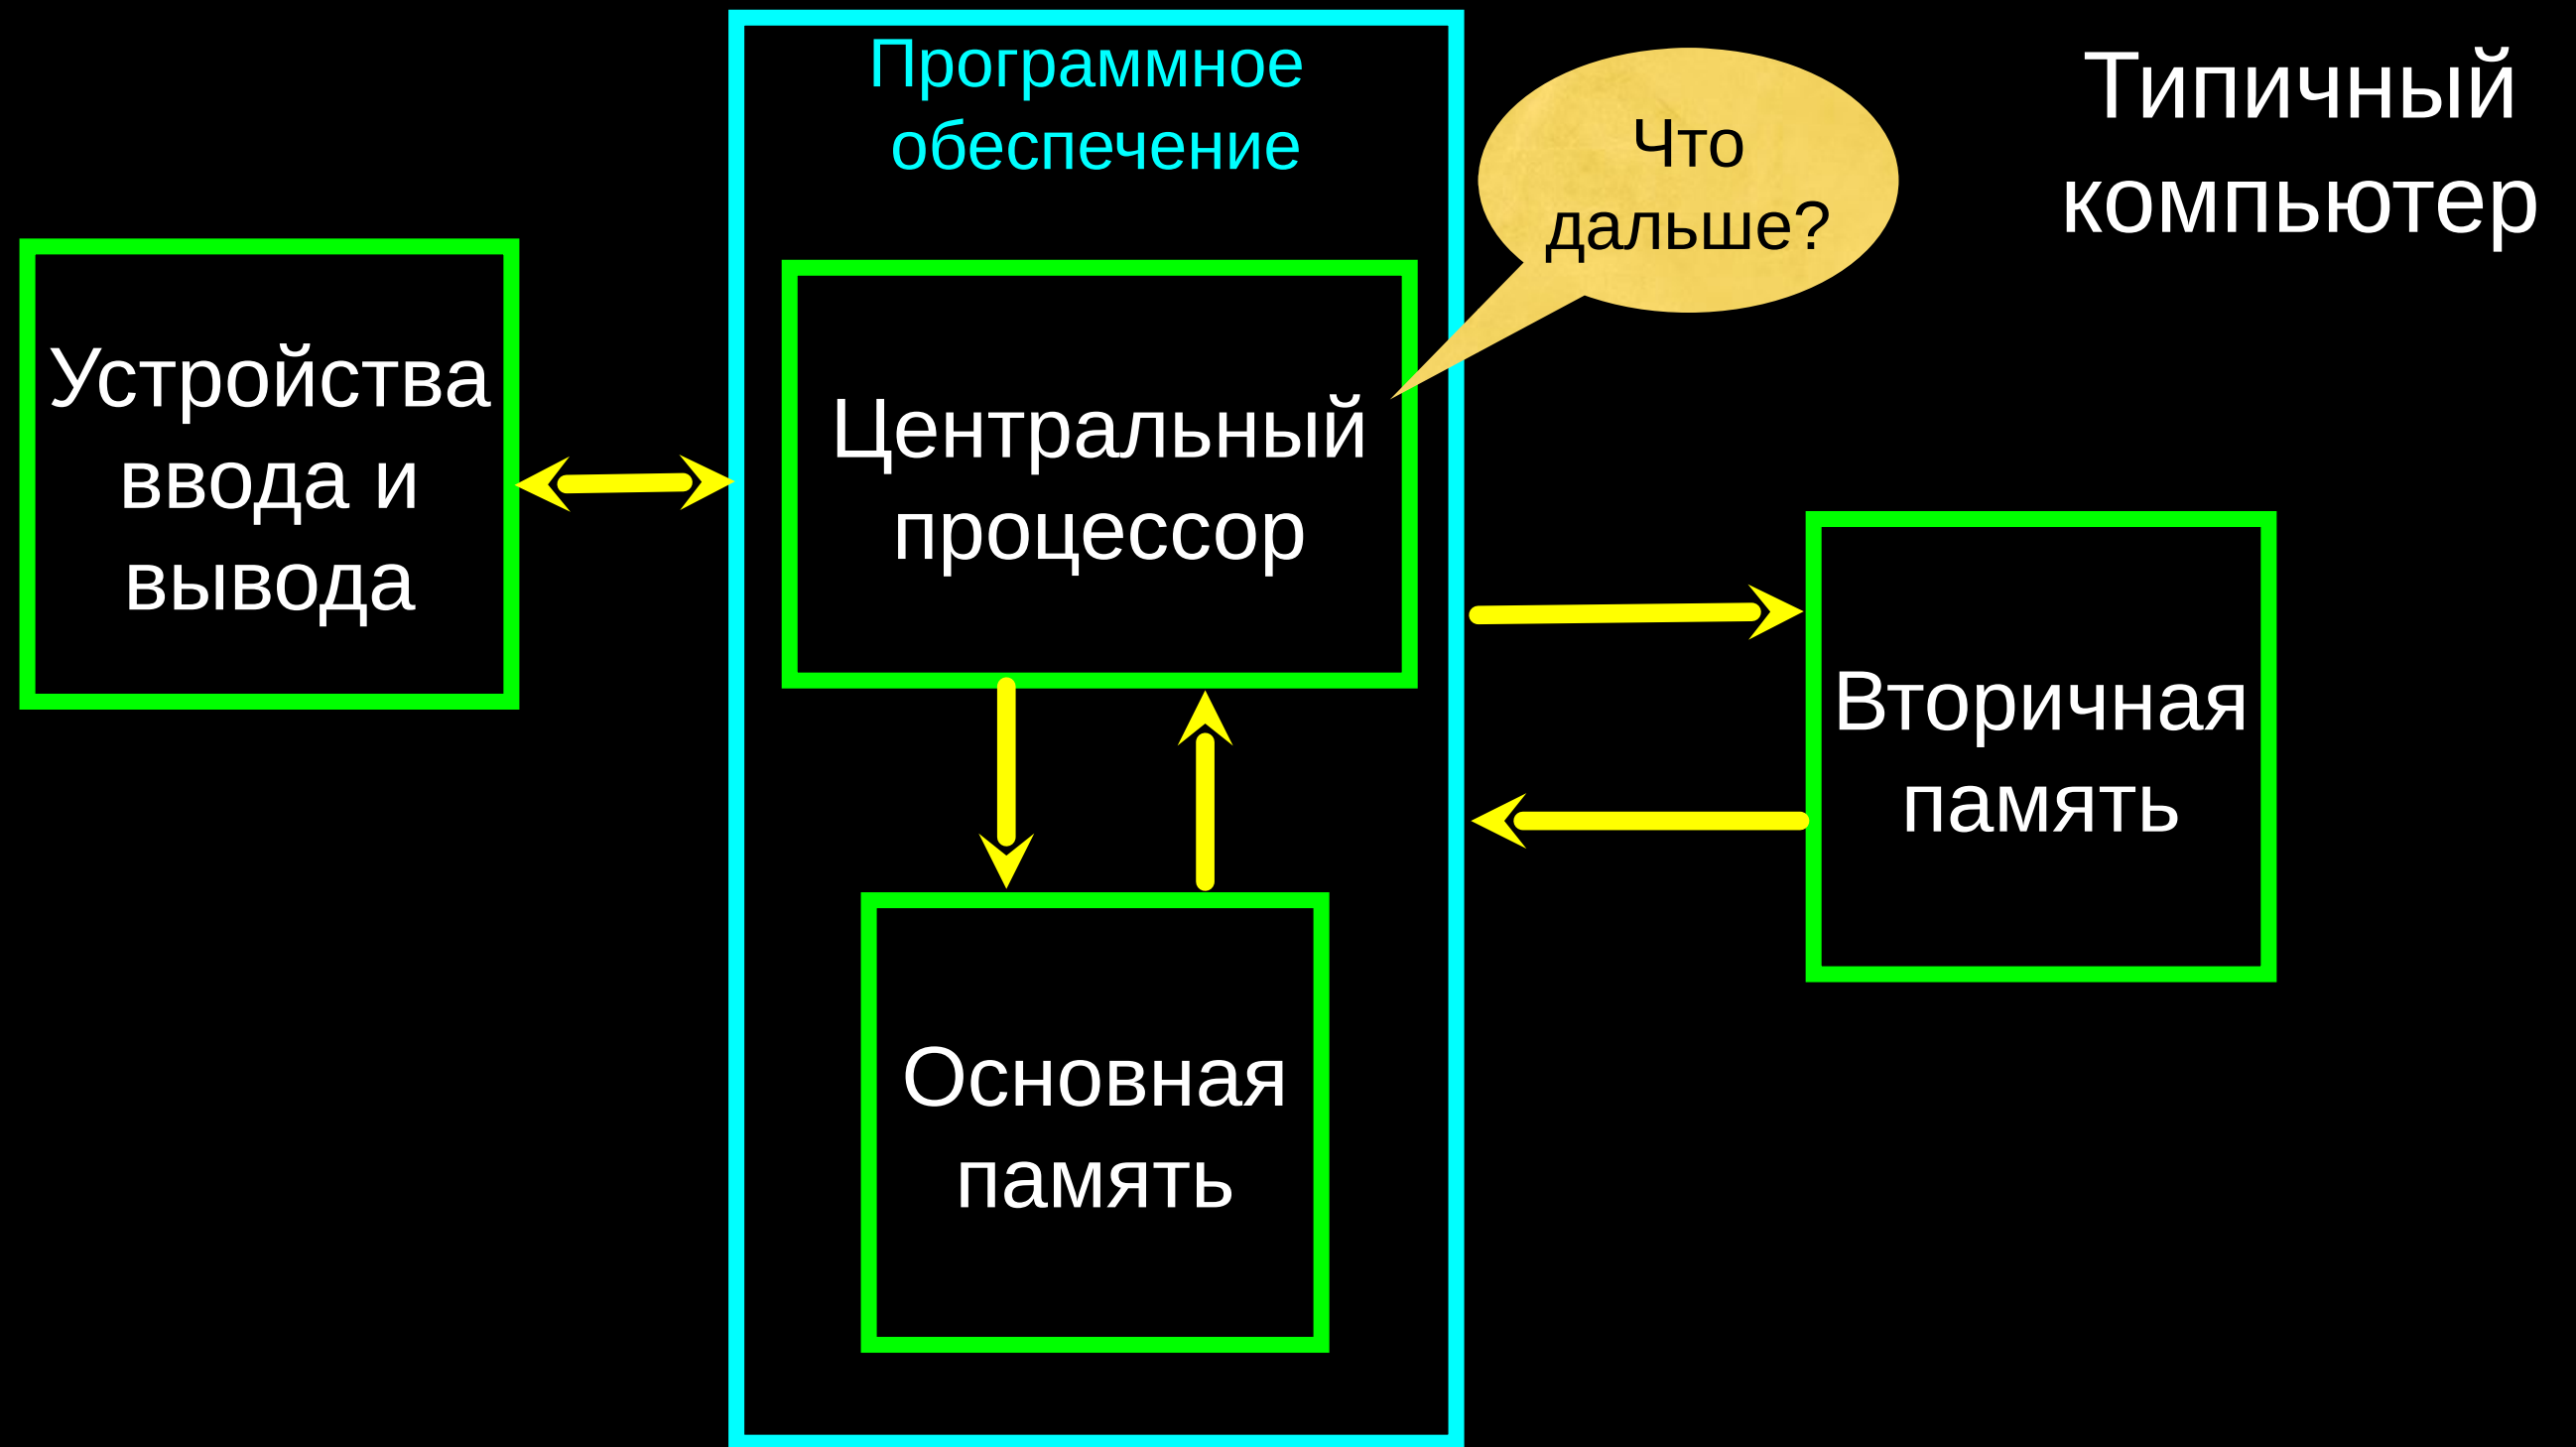 Программное
обеспечение
Что
дальше?
Типичный
компьютер
Устройства
ввода и
вывода
Центральный
процессор
Вторичная
память
Основная
память